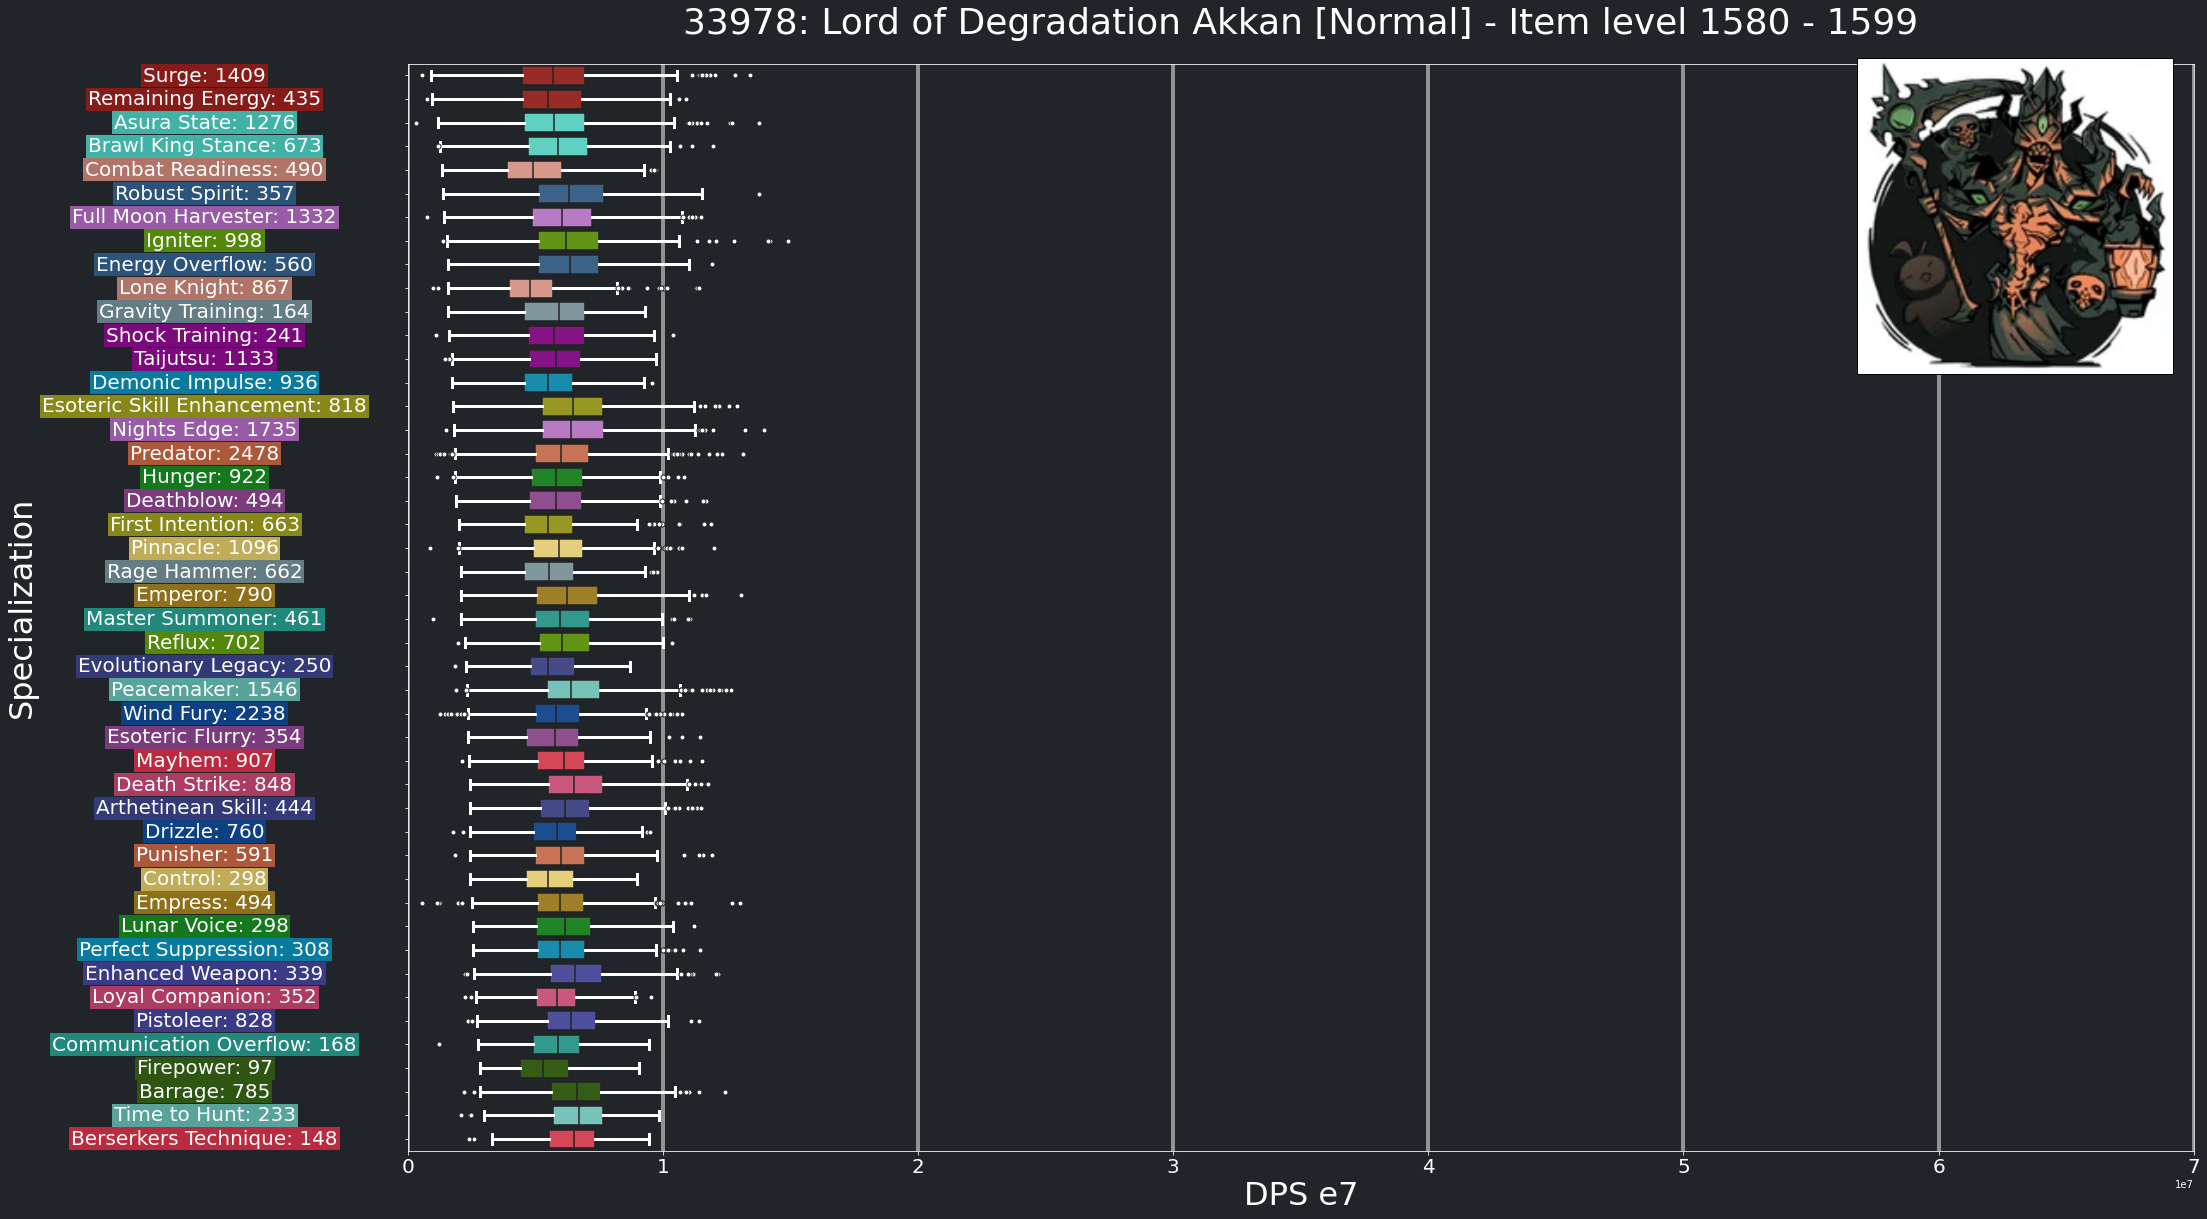 33978: Lord of Degradation Akkan [Normal] - Item level 1580 - 1599
Surge: 1409
Remaining Energy: 435
Asura State: 1276
Brawl King Stance: 673
Combat Readiness: 490
Robust Spirit: 357
Full Moon Harvester: 1332
Igniter: 998
Energy Overflow: 560
Lone Knight: 867
Gravity Training: 164
Shock Training: 241
Taijutsu: 1133
Demonic Impulse: 936
Esoteric Skill Enhancement: 818
Nights Edge: 1735
Predator: 2478
Hunger: 922
Deathblow: 494
First Intention: 663
Pinnacle: 1096
Rage Hammer: 662
Emperor: 790
Master Summoner: 461
Reflux: 702
Evolutionary Legacy: 250
Peacemaker: 1546
Wind Fury: 2238
Esoteric Flurry: 354
Mayhem: 907
Death Strike: 848
Arthetinean Skill: 444
Drizzle: 760
Punisher: 591
Control: 298
Empress: 494
Lunar Voice: 298
Perfect Suppression: 308
Enhanced Weapon: 339
Loyal Companion: 352
Pistoleer: 828
Communication Overflow: 168
Firepower: 97
Barrage: 785
Time to Hunt: 233
Berserkers Technique: 148
Specialization
0 1 2 3 4 5 6 7
DPS e7
1e7